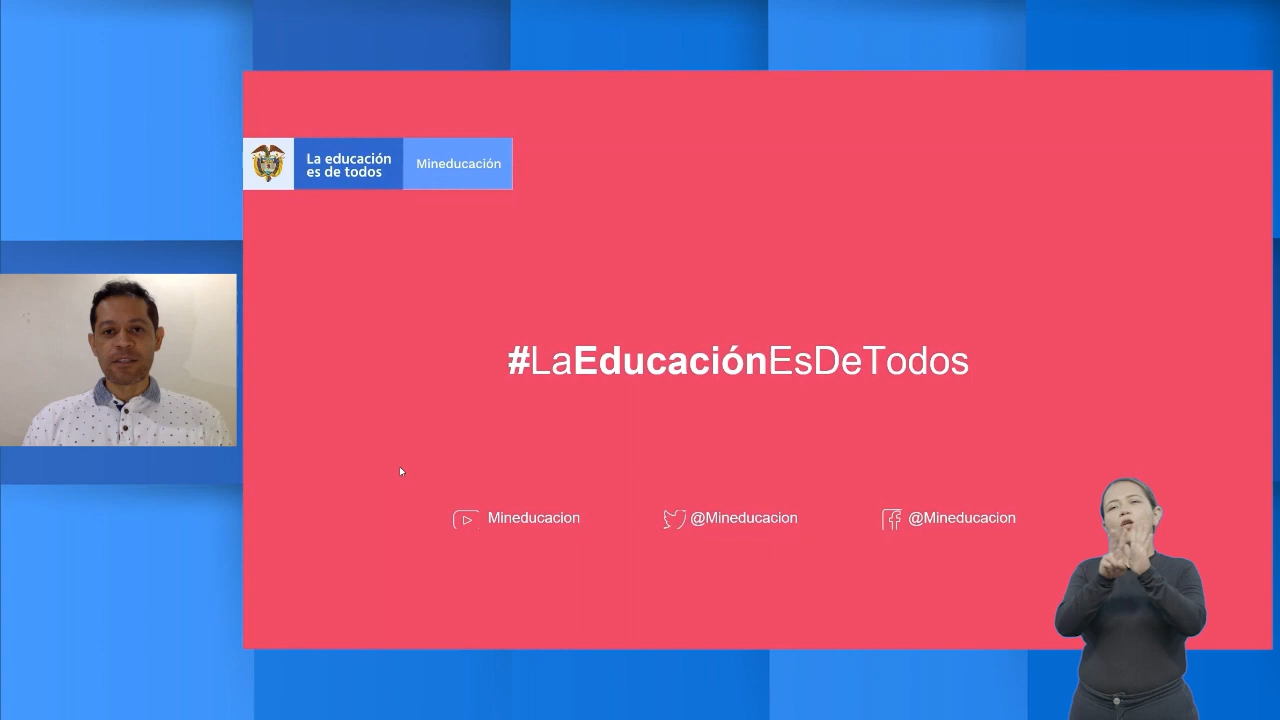 La educación
es de todos
Mineducación
#LaEducaciónEsDeTodos
Mineducacion
@Mineducacion
@Mineducacion